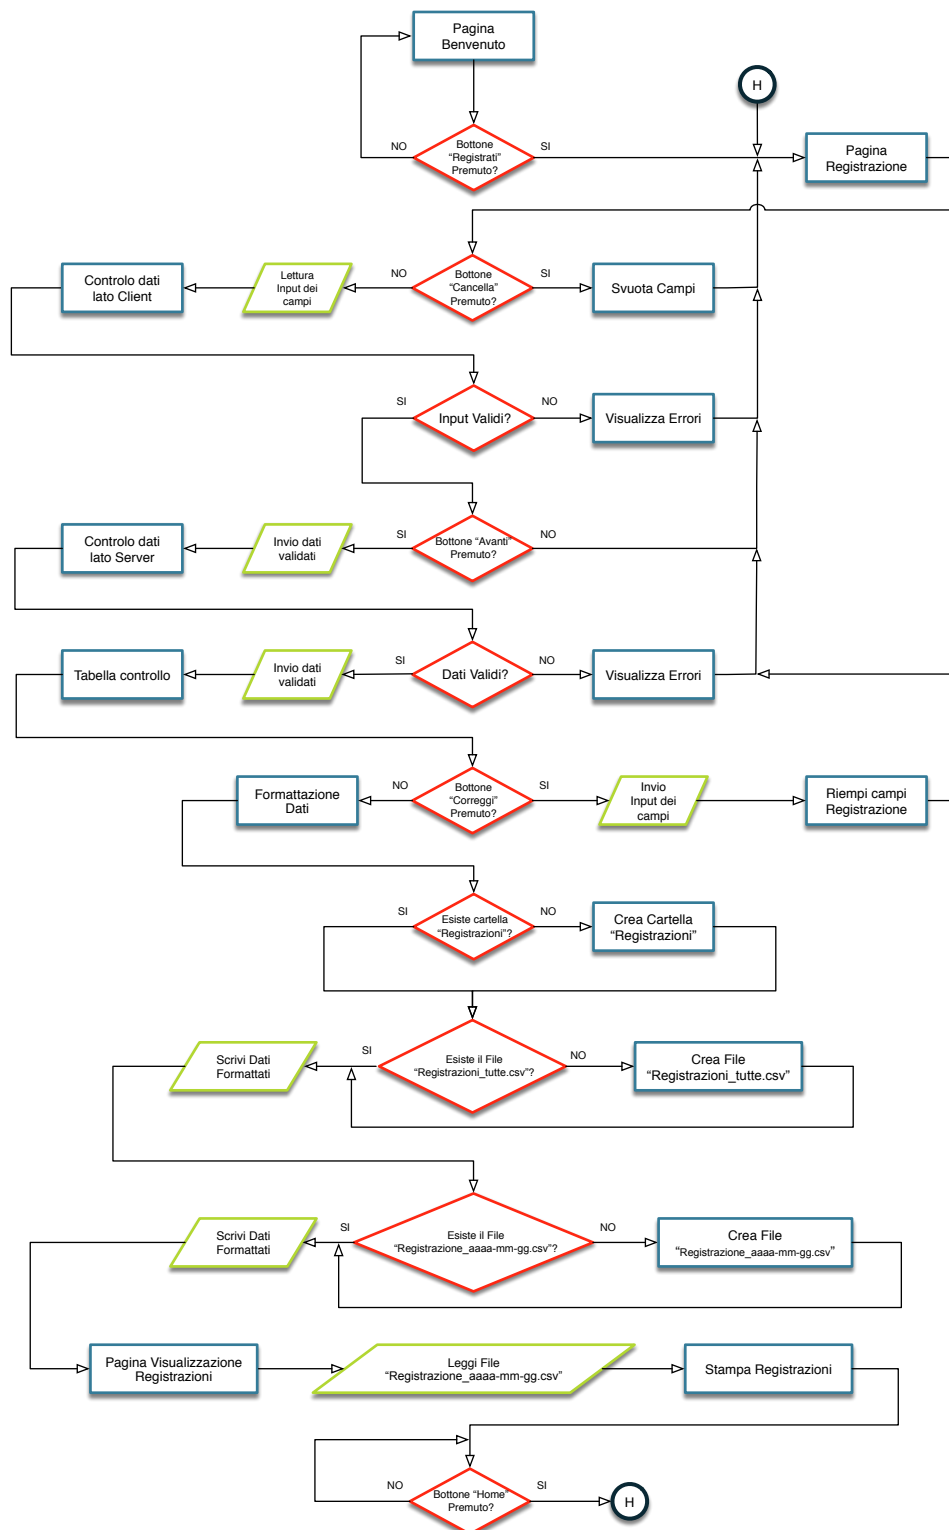 Pagina
Benvenuto
H
NO
Bottone
“Registrati”
Premuto?
SI
Pagina
Registrazione
Controlo dati
lato Client
Lettura
Input dei
campi
NO
Bottone
“Cancella”
Premuto?
SI
Svuota Campi
SI
Input Validi?
NO
Visualizza Errori
Controlo dati
lato Server
Invio dati
validati
SI
Bottone “Avanti”
Premuto?
NO
Tabella controllo
Invio dati
validati
SI
Dati Validi?
NO
Visualizza Errori
Formattazione
Dati
NO
Bottone
“Correggi”
Premuto?
SI
Invio
Input dei
campi
Riempi campi
Registrazione
SI
Esiste cartella
“Registrazioni”?
NO
Crea Cartella
“Registrazioni”
Scrivi Dati
Formattati
SI
Esiste il File
“Registrazioni_tutte.csv”?
NO
Crea File
“Registrazioni_tutte.csv”
Scrivi Dati
Formattati
SI
Esiste il File
“Registrazione_aaaa-mm-gg.csv”?
NO
Crea File
“Registrazione_aaaa-mm-gg.csv”
Pagina Visualizzazione
Registrazioni
Leggi File
“Registrazione_aaaa-mm-gg.csv”
Stampa Registrazioni
NO
Bottone “Home”
Premuto?
SI
H